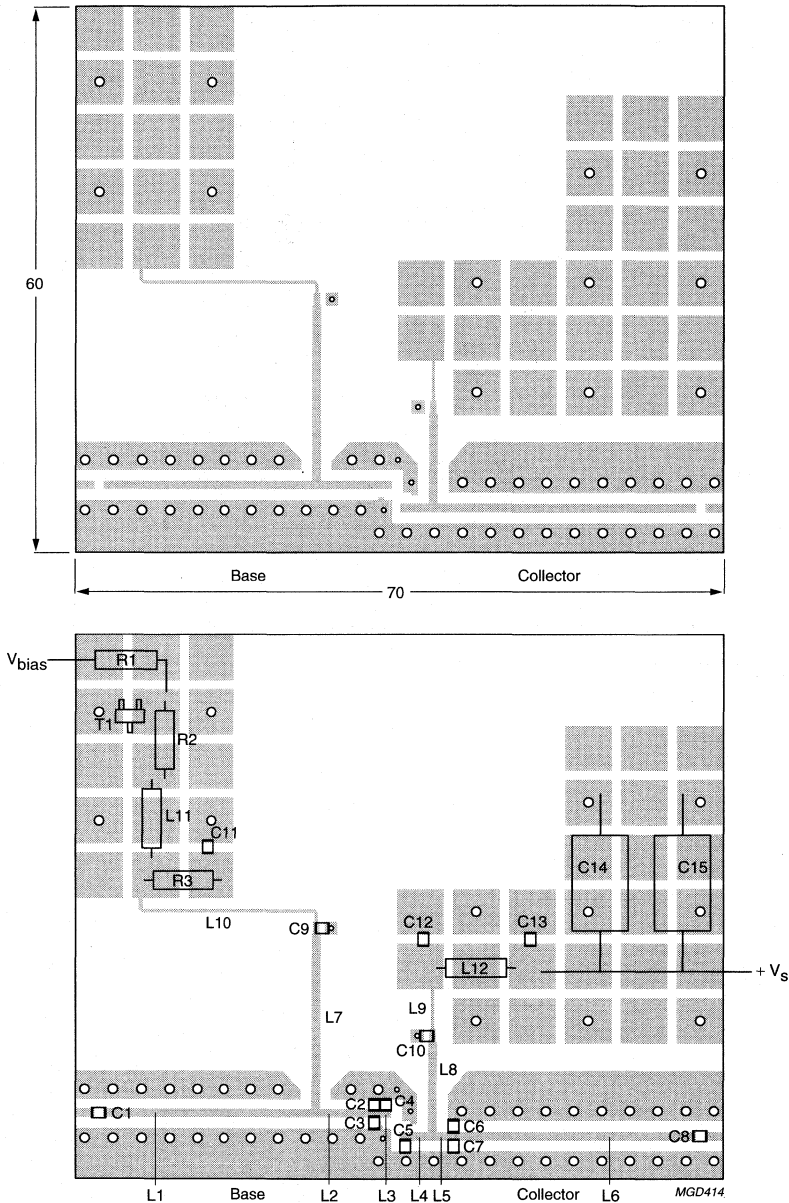 60
Base
Collector
70
Vbias
R1
T1
R2
L11
C11
R3
L10
C9
C14
C15
C12
C13
L12
+ Vs
L7
L9
C10
L8
C1
C2
C4
C3
C5
C6
C7
C8
L1
Base
L2
L3
L4
L5
Collector
L6
MGD414